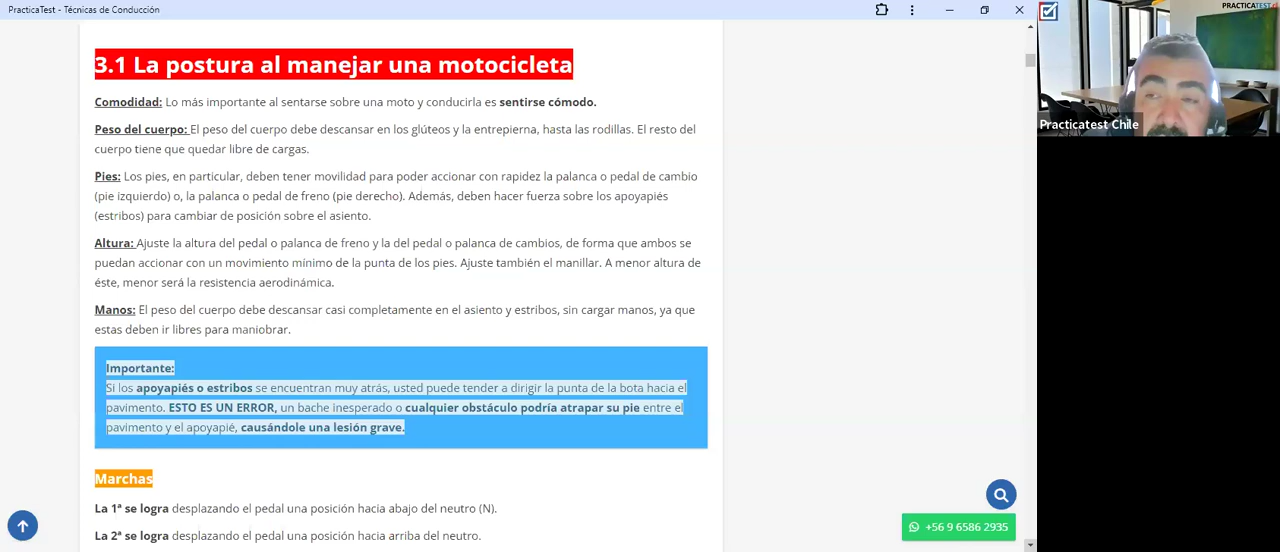 PracticaTest - Técnicas de Conducción
PRACTICATEST
3.1 La postura al manejar una motocicleta
Comodidad: Lo más importante al sentarse sobre una moto y conducirla es sentirse cómodo.
Peso del cuerpo: El peso del cuerpo debe descansar en los glúteos y la entrepierna, hasta las rodillas. El resto del
cuerpo tiene que quedar libre de cargas.
Pies: Los pies, en particular, deben tener movilidad para poder accionar con rapidez la palanca o pedal de cambio
(pie izquierdo) o, la palanca o pedal de freno (pie derecho). Además, deben hacer fuerza sobre los apoyapiés
(estribos) para cambiar de posición sobre el asiento.
Altura: Ajuste la altura del pedal o palanca de freno y la del pedal o palanca de cambios, de forma que ambos se
puedan accionar con un movimiento mínimo de la punta de los pies. Ajuste también el manillar. A menor altura de
éste, menor será la resistencia aerodinámica.
Manos: El peso del cuerpo debe descansar casi completamente en el asiento y estribos, sin cargar manos, ya que
estas deben ir libres para maniobrar.
Importante:
Si los apoyapiés o estribos se encuentran muy atrás, usted puede tender a dirigir la punta de la bota hacia el
pavimento. ESTO ES UN ERROR, un bache inesperado o cualquier obstáculo podría atrapar su pie entre el
pavimento y el apoyapié, causándole una lesión grave.
Marchas
La 1ª se logra desplazando el pedal una posición hacia abajo del neutro (N).
La 2ª se logra desplazando el pedal una posición hacia arriba del neutro.
+56 9 6586 2935
Practicatest Chile